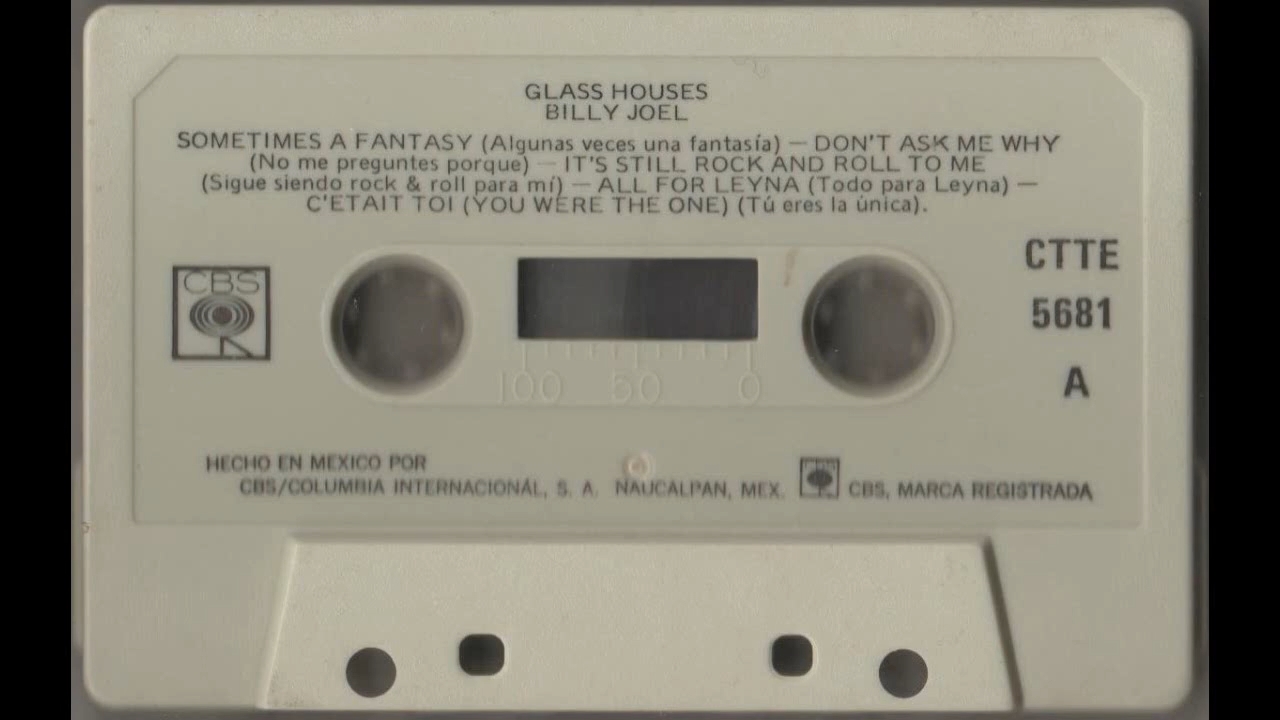 GLASS HOUSES
BILLY JOEL
SOMETIMES A FANTASY (Algunas veces una fantasía) — DON'T ASK ME WHY
(No me preguntes porque) — IT'S STILL ROCK AND ROLL TO ME
(Sigue siendo rock & roll para mí) — ALL FOR LEYNA (Todo para Leyna) —
C'ETAIT TOI (YOU WERE THE ONE) (Tú eres la única).
CBS
CTTE
5681
A
100 50 0
HECHO EN MEXICO POR
CBS/COLUMBIA INTERNACIONÁL, S. A. NAUCALPAN, MEX. CBS, MARCA REGISTRADA